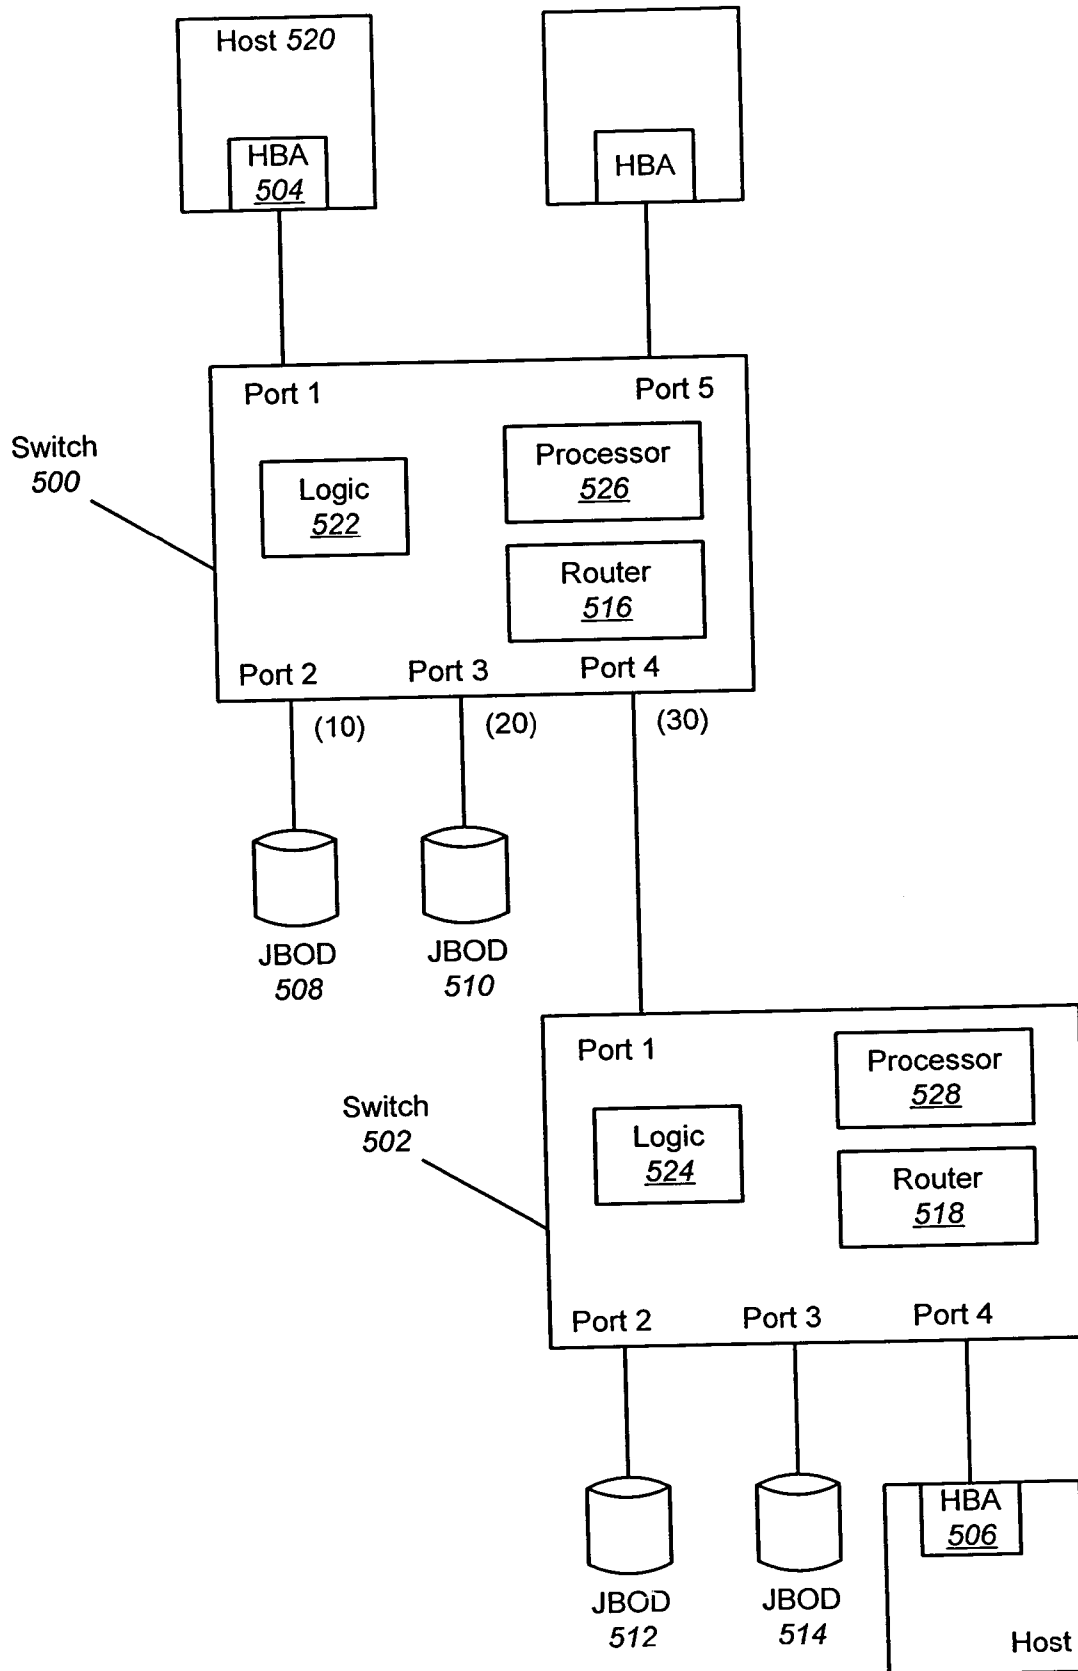 Host 520
HBA
504
HBA
Port 1
Port 5
Switch
500
Processor
526
Logic
522
Router
516
Port 2
Port 3
Port 4
(10)
(20)
(30)
JBOD
508
JBOD
510
Port 1
Processor
528
Switch
502
Logic
524
Router
518
Port 2
Port 3
Port 4
HBA
506
JBOD
512
JBOD
514
Host